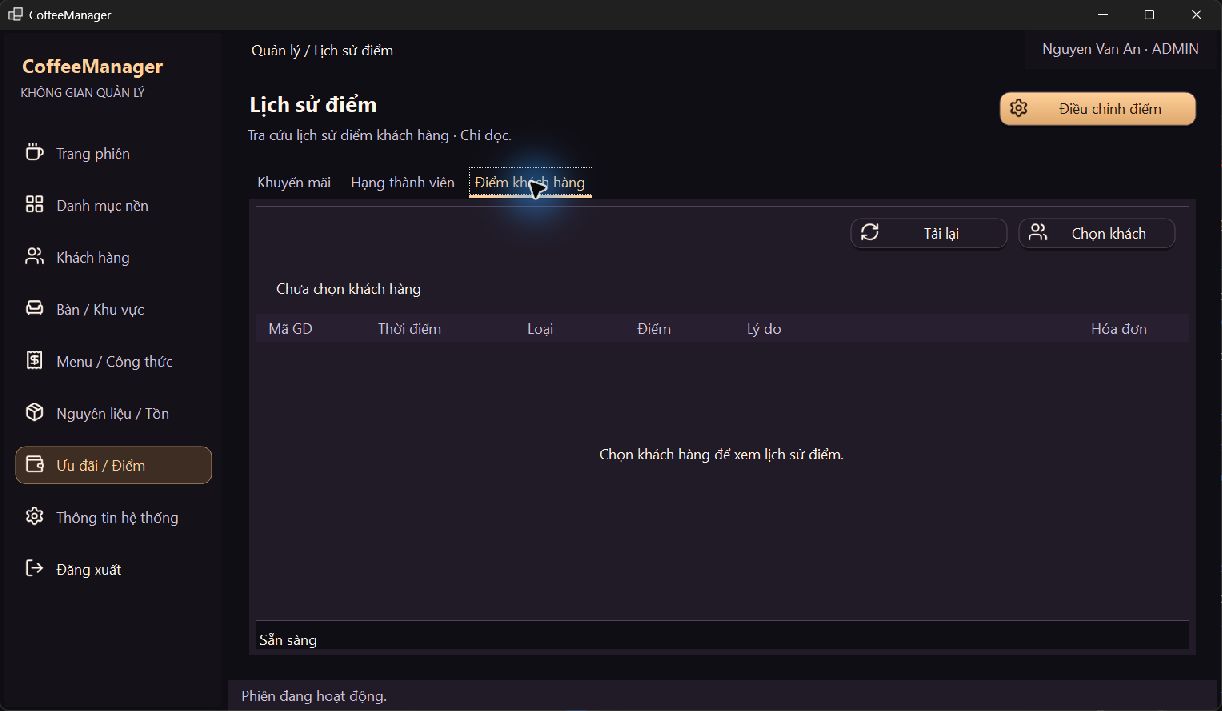 CoffeeManager
CoffeeManager
KHÔNG GIAN QUẢN LÝ
Trang phiên
Danh mục nền
Khách hàng
Bàn / Khu vực
Menu / Công thức
Nguyên liệu / Tồn
Ưu đãi / Điểm
Thông tin hệ thống
Đăng xuất
Quản lý / Lịch sử điểm
Nguyen Van An · ADMIN
Lịch sử điểm
Điều chỉnh điểm
Tra cứu lịch sử điểm khách hàng · Chỉ đọc.
Khuyến mãi Hạng thành viên Điểm khách hàng
Tải lại Chọn khách
Chưa chọn khách hàng
Mã GD Thời điểm Loại Điểm Lý do Hóa đơn
Chọn khách hàng để xem lịch sử điểm.
Sẵn sàng
Phiên đang hoạt động.